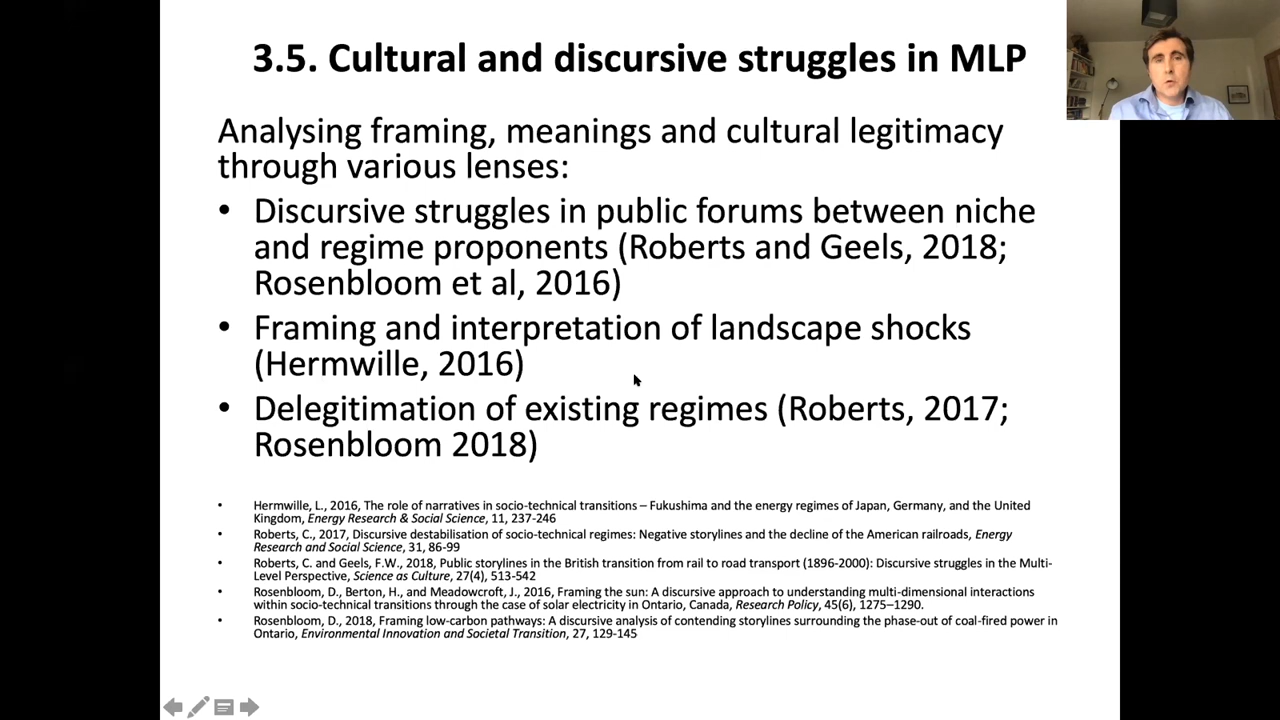 3.5. Cultural and discursive struggles in MLP
Analysing framing, meanings and cultural legitimacy
through various lenses:
• Discursive struggles in public forums between niche
and regime proponents (Roberts and Geels, 2018;
Rosenbloom et al, 2016)
• Framing and interpretation of landscape shocks
(Hermwille, 2016)
• Delegitimation of existing regimes (Roberts, 2017;
Rosenbloom 2018)
• Hermwille, L., 2016, The role of narratives in socio-technical transitions – Fukushima and the energy regimes of Japan, Germany, and the United
Kingdom, Energy Research & Social Science, 11, 237-246
• Roberts, C., 2017, Discursive destabilisation of socio-technical regimes: Negative storylines and the decline of the American railroads, Energy
Research and Social Science, 31, 86-99
• Roberts, C. and Geels, F.W., 2018, Public storylines in the British transition from rail to road transport (1896-2000): Discursive struggles in the Multi-
Level Perspective, Science as Culture, 27(4), 513-542
• Rosenbloom, D., Berton, H., and Meadowcroft, J., 2016, Framing the sun: A discursive approach to understanding multi-dimensional interactions
within socio-technical transitions through the case of solar electricity in Ontario, Canada, Research Policy, 45(6), 1275–1290.
• Rosenbloom, D., 2018, Framing low-carbon pathways: A discursive analysis of contending storylines surrounding the phase-out of coal-fired power in
Ontario, Environmental Innovation and Societal Transition, 27, 129-145